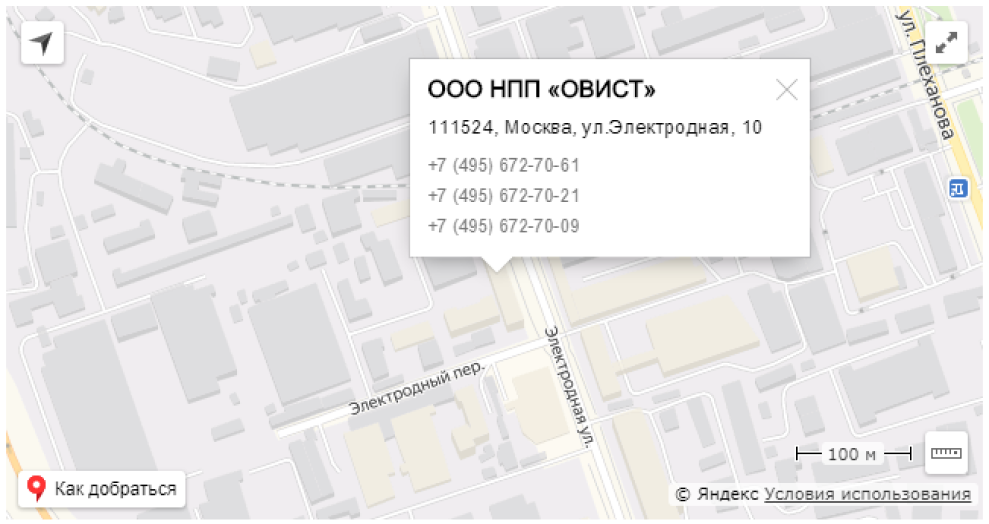 ул. Плеханова
ООО НПП «ОВИСТ»
111524, Москва, ул.Электродная, 10
+7 (495) 672-70-61
+7 (495) 672-70-21
+7 (495) 672-70-09
Электродный пер.
Электродная ул.
100 м
Как добраться
© Яндекс Условия использования